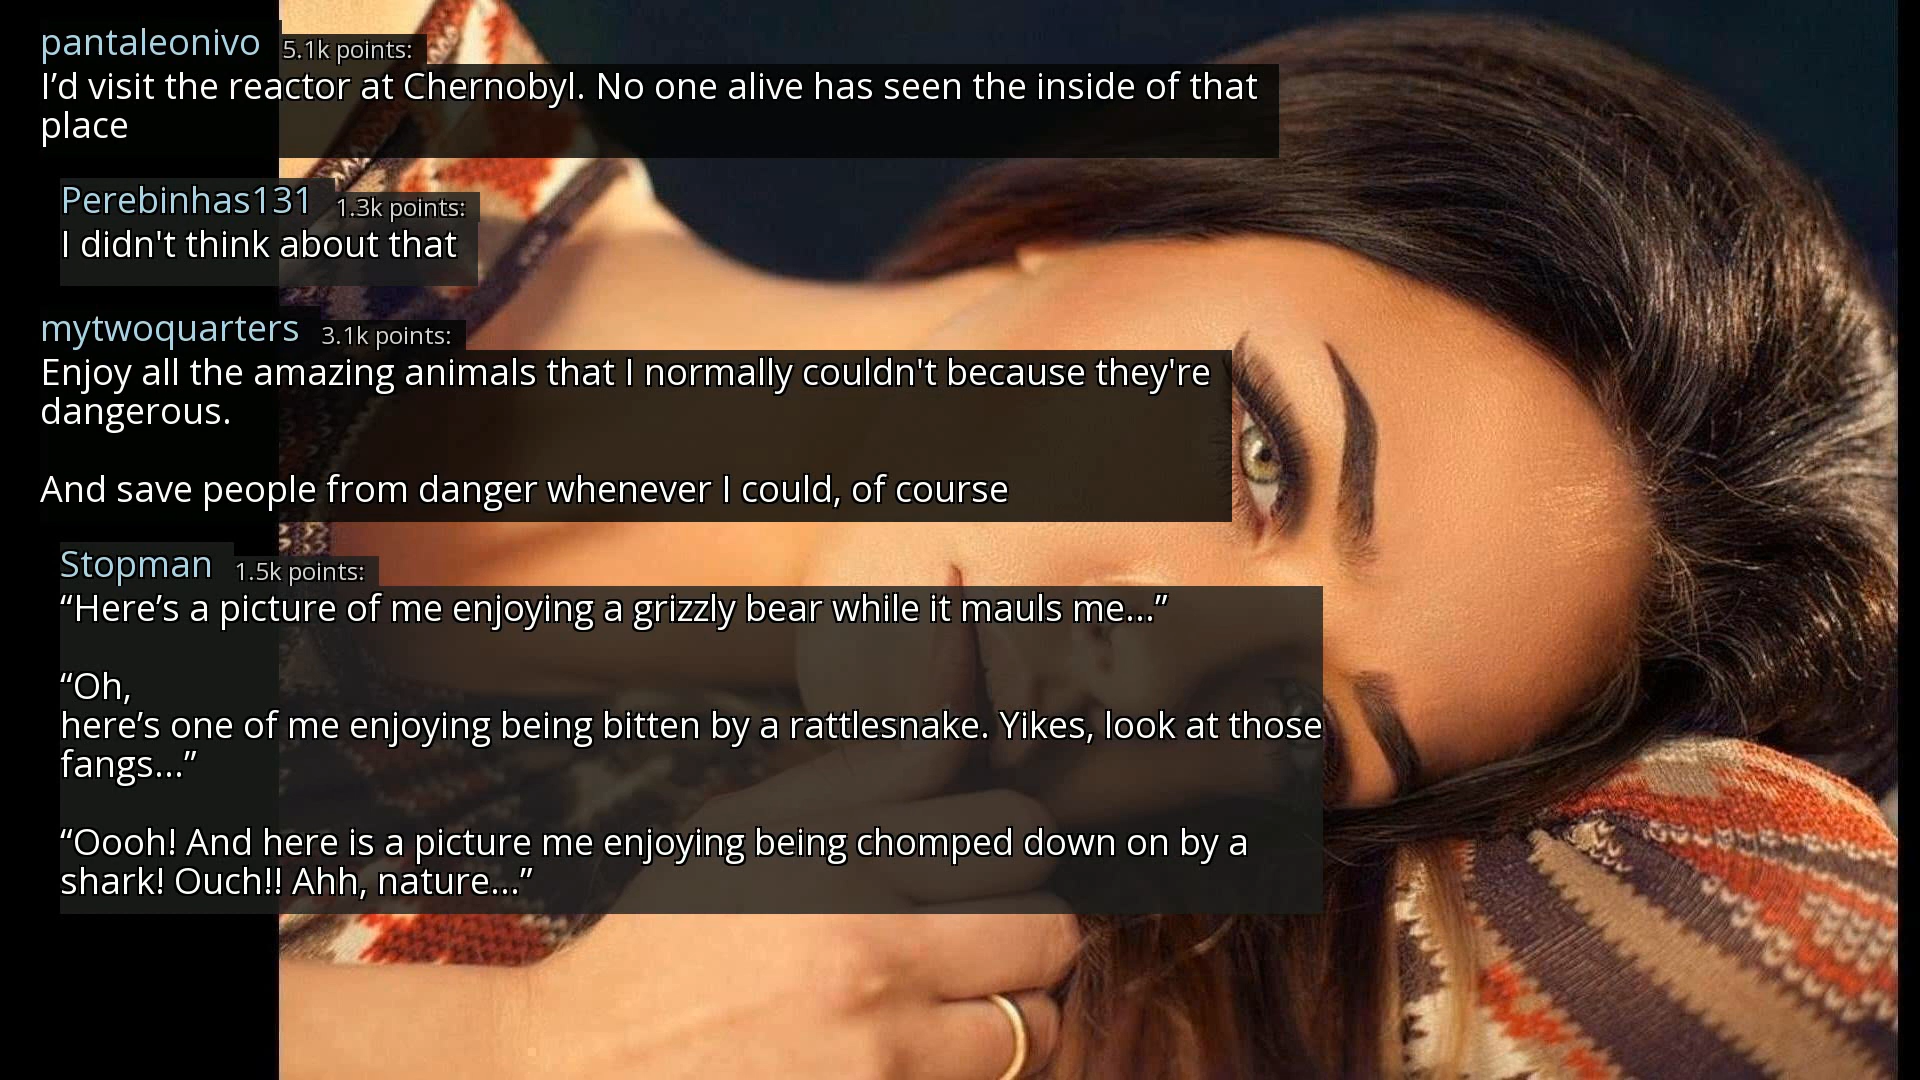 pantaleonivo 5.1k points:
I’d visit the reactor at Chernobyl. No one alive has seen the inside of that
place
Perebinhas131 1.3k points:
I didn't think about that
mytwoquarters 3.1k points:
Enjoy all the amazing animals that I normally couldn't because they're
dangerous.
And save people from danger whenever I could, of course
Stopman 1.5k points:
“Here’s a picture of me enjoying a grizzly bear while it mauls me...”
“Oh,
here’s one of me enjoying being bitten by a rattlesnake. Yikes, look at those
fangs...”
“Oooh! And here is a picture me enjoying being chomped down on by a
shark! Ouch!! Ahh, nature...”